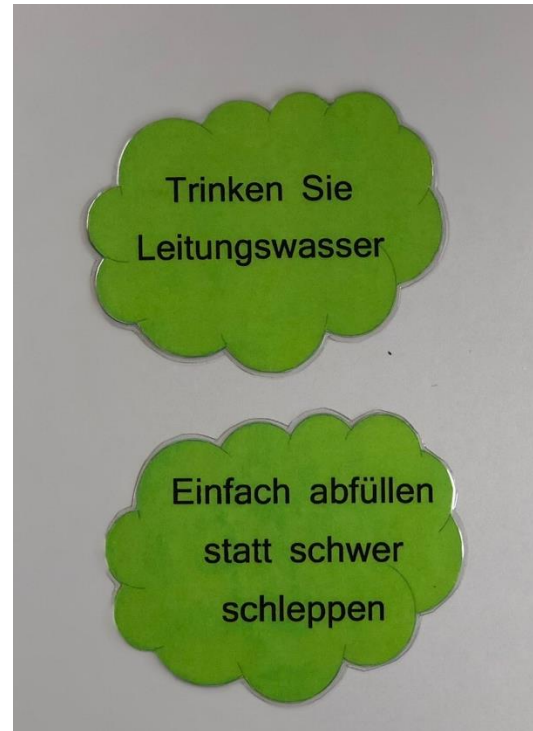 Trinken Sie
Leitungswasser
Einfach abfüllen
statt schwer
schleppen